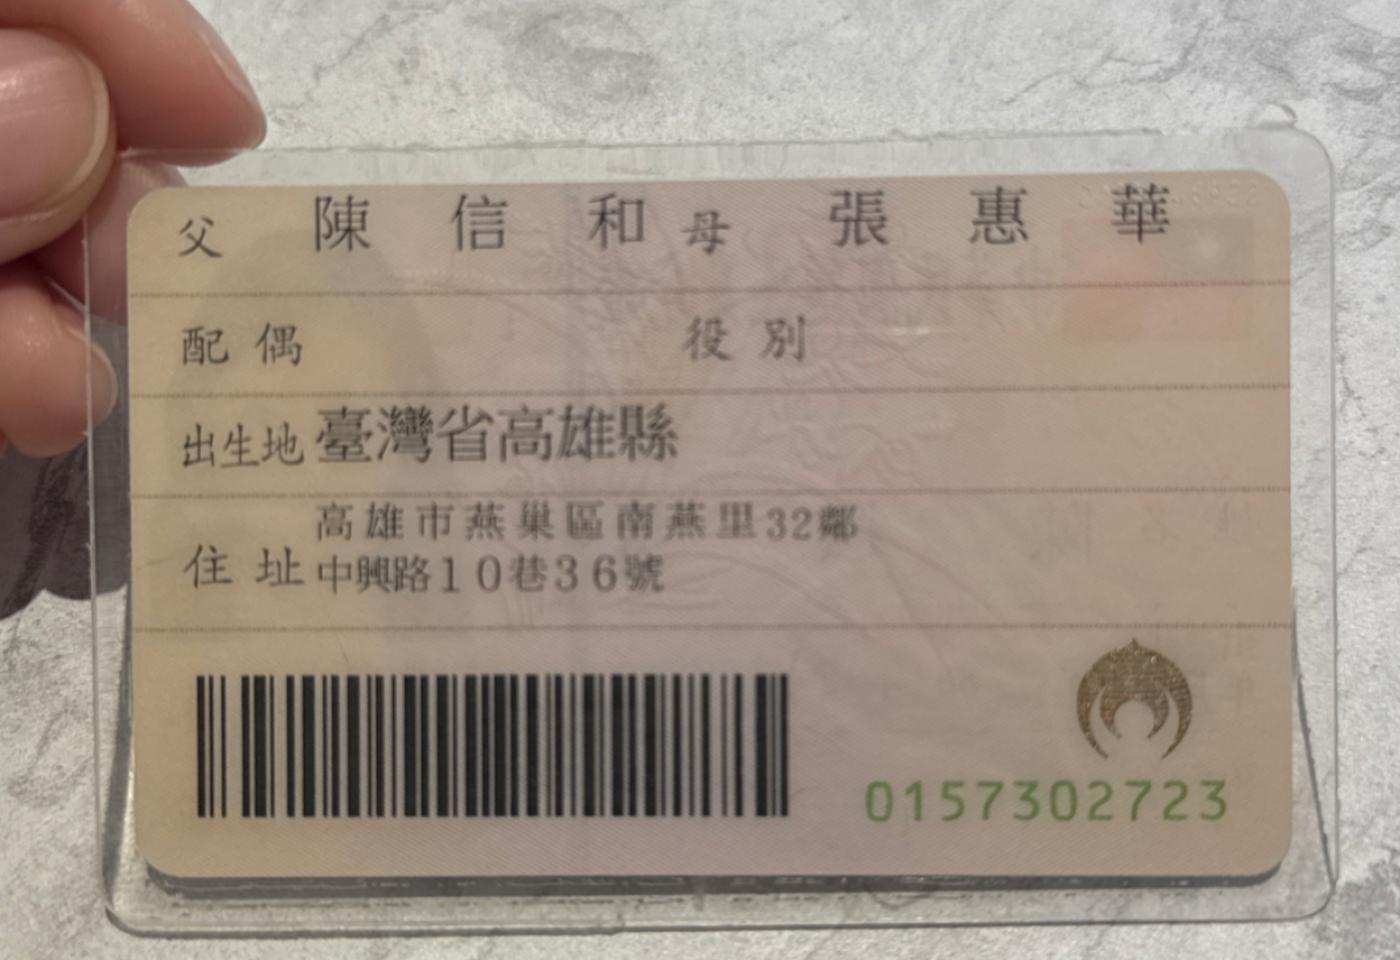 父 陳信和 母 張惠華
配偶 役別
出生地 臺灣省高雄縣
住址 高雄市燕巢區南燕里32鄰
中興路10巷36號
0157302723